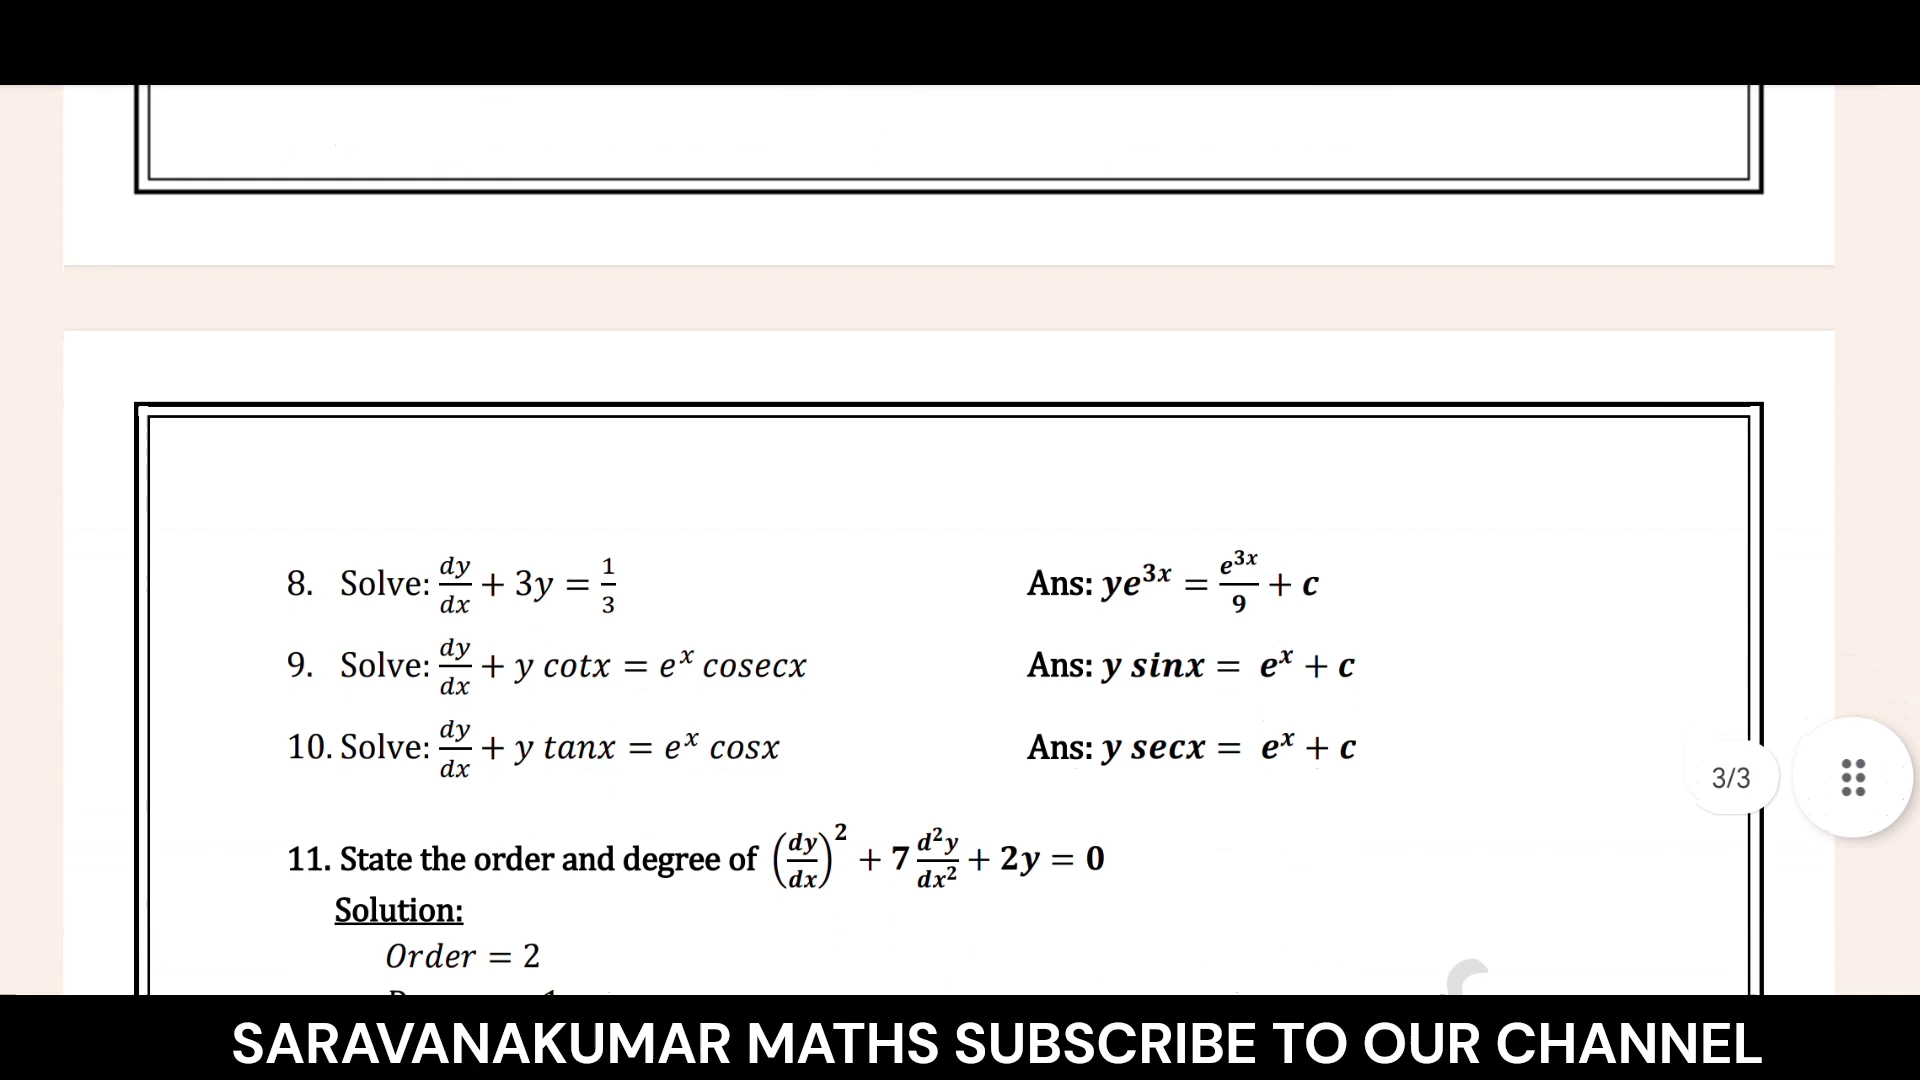 8. Solve: dy/dx + 3y = 1/3 Ans: ye^3x = e^3x/9 + c
9. Solve: dy/dx + y cotx = e^x cosecx Ans: y sinx = e^x + c
10. Solve: dy/dx + y tanx = e^x cosx Ans: y secx = e^x + c
3/3
11. State the order and degree of (dy/dx)^2 + 7 d^2y/dx^2 + 2y = 0
Solution:
Order = 2
SARAVANAKUMAR MATHS SUBSCRIBE TO OUR CHANNEL